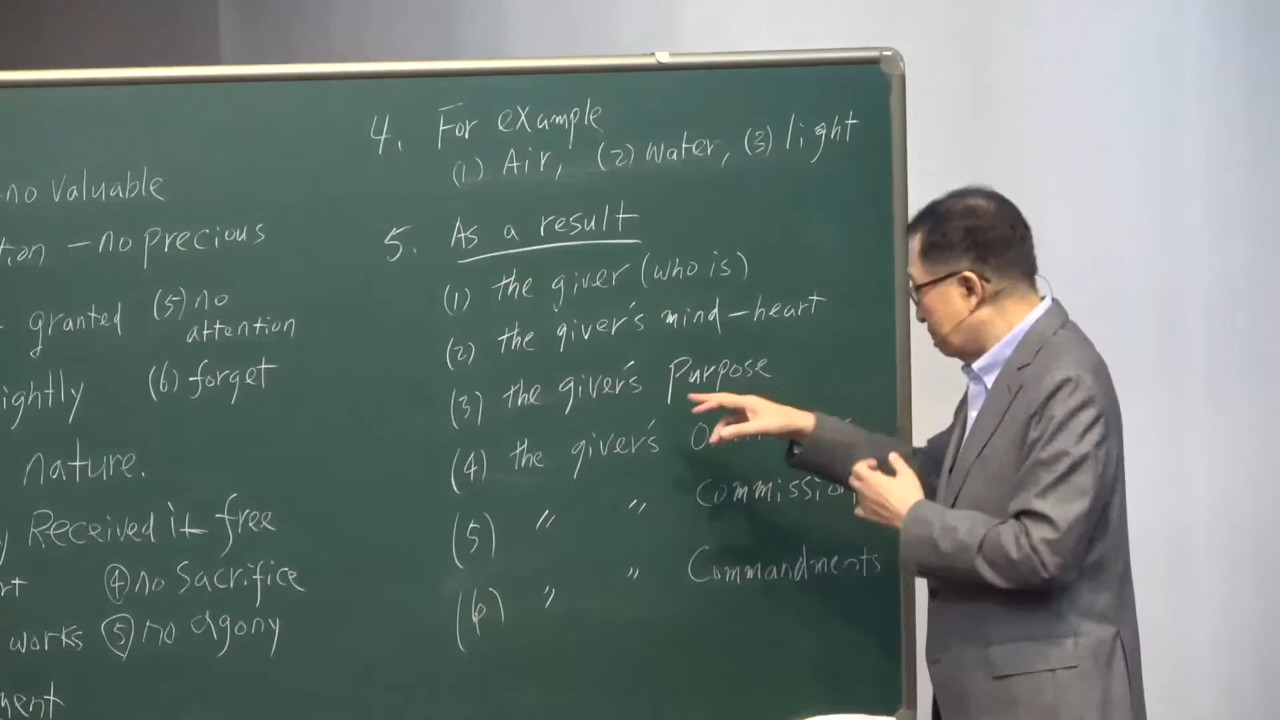 no valuable
- no precious
granted (5) no
attention
(6) forget
nature.
Received it free
④ no Sacrifice
works ⑤ no agony
4. For example
(1) Air, (2) Water, (3) light
5. As a result
(1) the giver (who is)
(2) the giver's mind-heart
(3) the giver's Purpose
(4) the giver's
(5) " " Commission
(6) " " Commandments